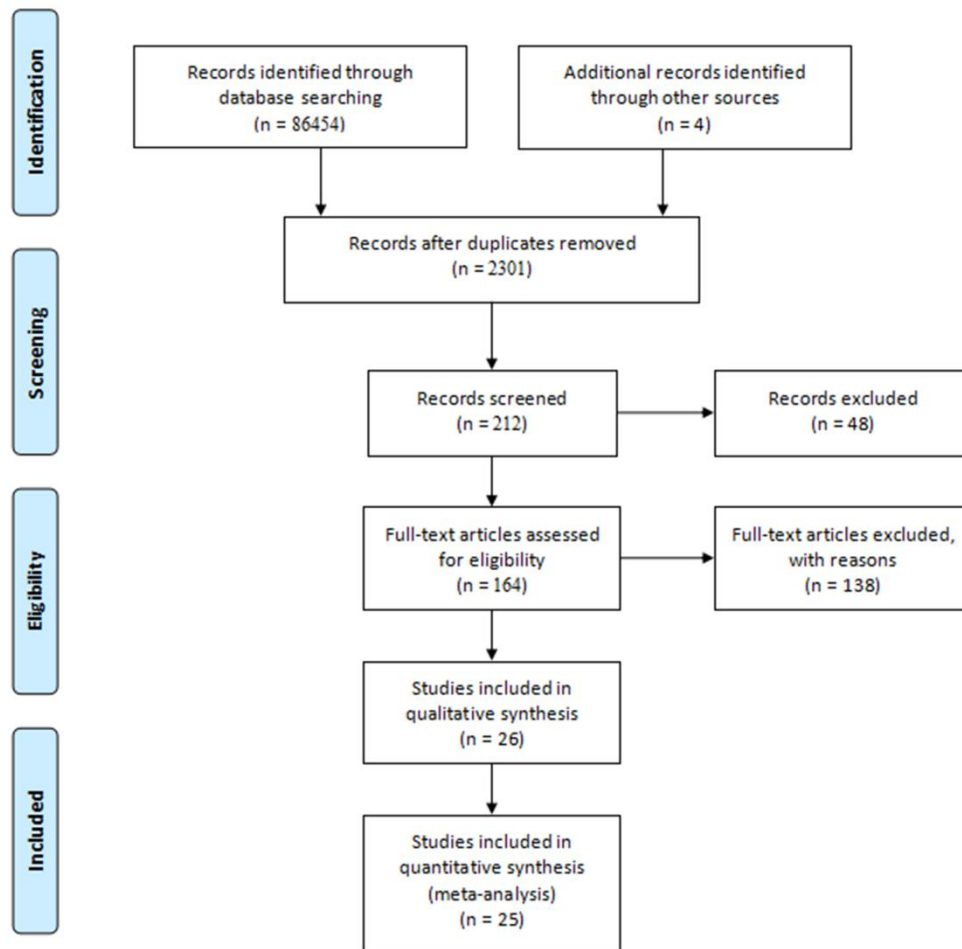 Identification
Records identified through
database searching
(n = 86454)
Additional records identified
through other sources
(n = 4)
Records after duplicates removed
(n = 2301)
Screening
Records screened
(n = 212)
Records excluded
(n = 48)
Eligibility
Full-text articles assessed
for eligibility
(n = 164)
Full-text articles excluded,
with reasons
(n = 138)
Studies included in
qualitative synthesis
(n = 26)
Included
Studies included in
quantitative synthesis
(meta-analysis)
(n = 25)